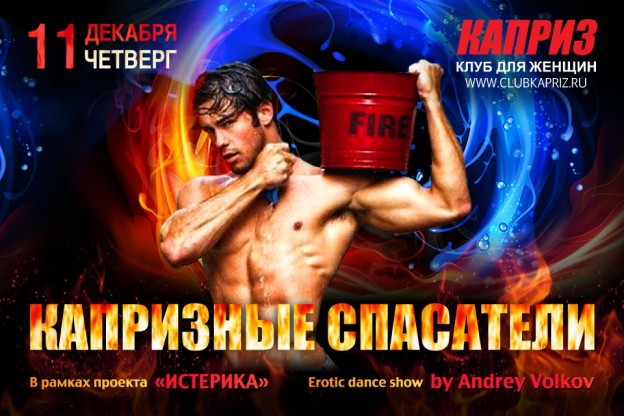 11 ДЕКАБРЯ
ЧЕТВЕРГ
КАПРИЗ
КЛУБ ДЛЯ ЖЕНЩИН
WWW.CLUBKAPRIZ.RU
FIRE
КАПРИЗНЫЕ СПАСАТЕЛИ
В рамках проекта «ИСТЕРИКА» Erotic dance show by Andrey Volkov